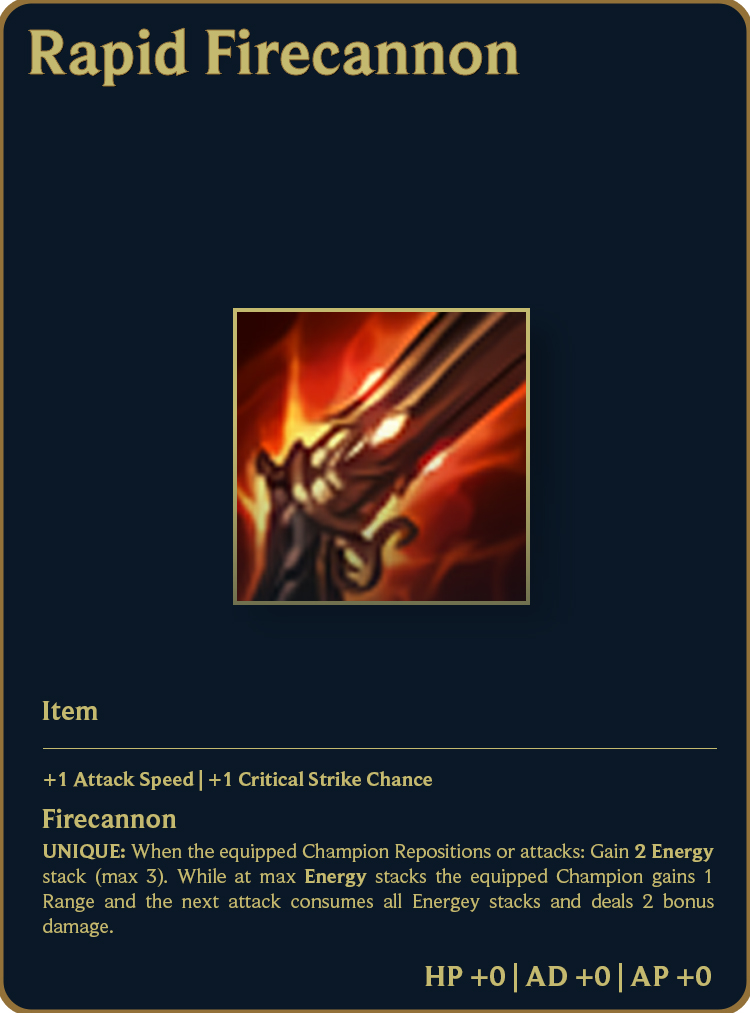 Rapid Firecannon
Item
+1 Attack Speed | +1 Critical Strike Chance
Firecannon
UNIQUE: When the equipped Champion Repositions or attacks: Gain 2 Energy
stack (max 3). While at max Energy stacks the equipped Champion gains 1
Range and the next attack consumes all Energey stacks and deals 2 bonus
damage.
HP +0 | AD +0 | AP +0